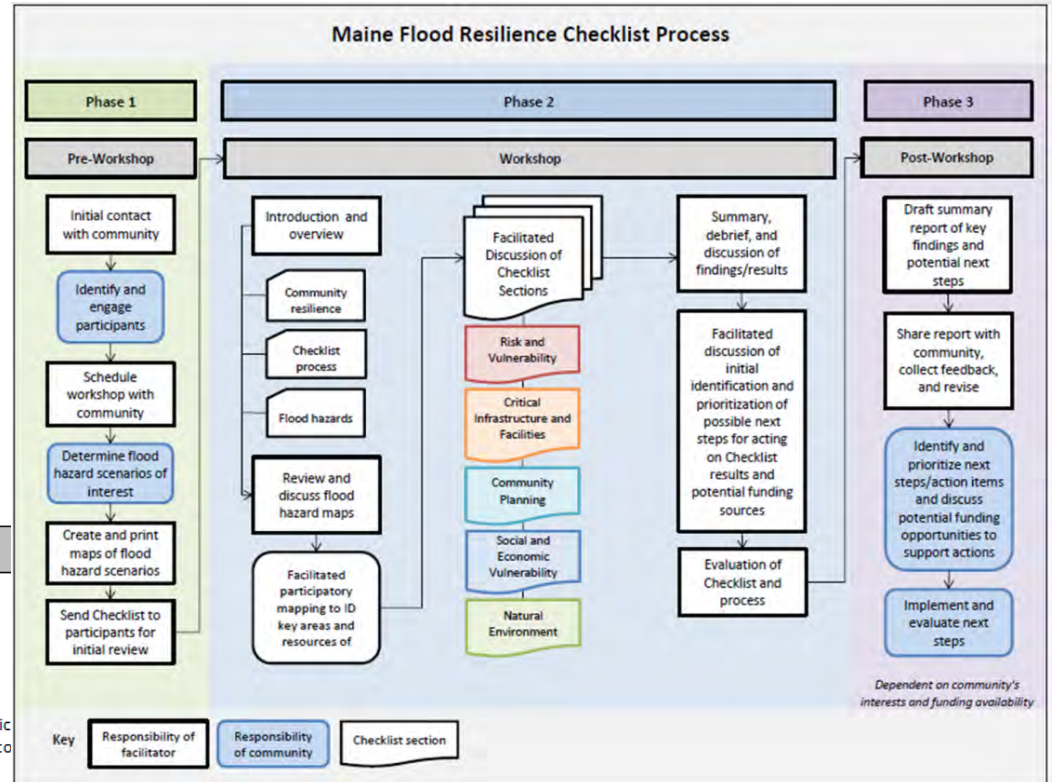 Maine Flood Resilience Checklist Process
Phase 1
Phase 2
Phase 3
Pre-Workshop
Workshop
Post-Workshop
Initial contact
with community
Identify and
engage
participants
Schedule
workshop with
community
Determine flood
hazard scenarios of
interest
Create and print
maps of flood
hazard scenarios
Send Checklist to
participants for
initial review
Introduction and
overview
Community
resilience
Checklist
process
Flood hazards
Review and
discuss flood
hazard maps
Facilitated
participatory
mapping to ID
key areas and
resources of
Facilitated
Discussion of
Checklist
Sections
Risk and
Vulnerability
Critical
Infrastructure and
Facilities
Community
Planning
Social and
Economic
Vulnerability
Natural
Environment
Summary,
debrief, and
discussion of
findings/results
Facilitated
discussion of
initial
identification and
prioritization of
possible next
steps for acting
on Checklist
results and
potential funding
sources
Evaluation of
Checklist and
process
Draft summary
report of key
findings and
potential next
steps
Share report with
community,
collect feedback,
and revise
Identify and
prioritize next
steps/action items
and discuss
potential funding
opportunities to
support actions
Implement and
evaluate next
steps
Dependent on community's
interests and funding availability
Key
Responsibility of
facilitator
Responsibility
of community
Checklist section